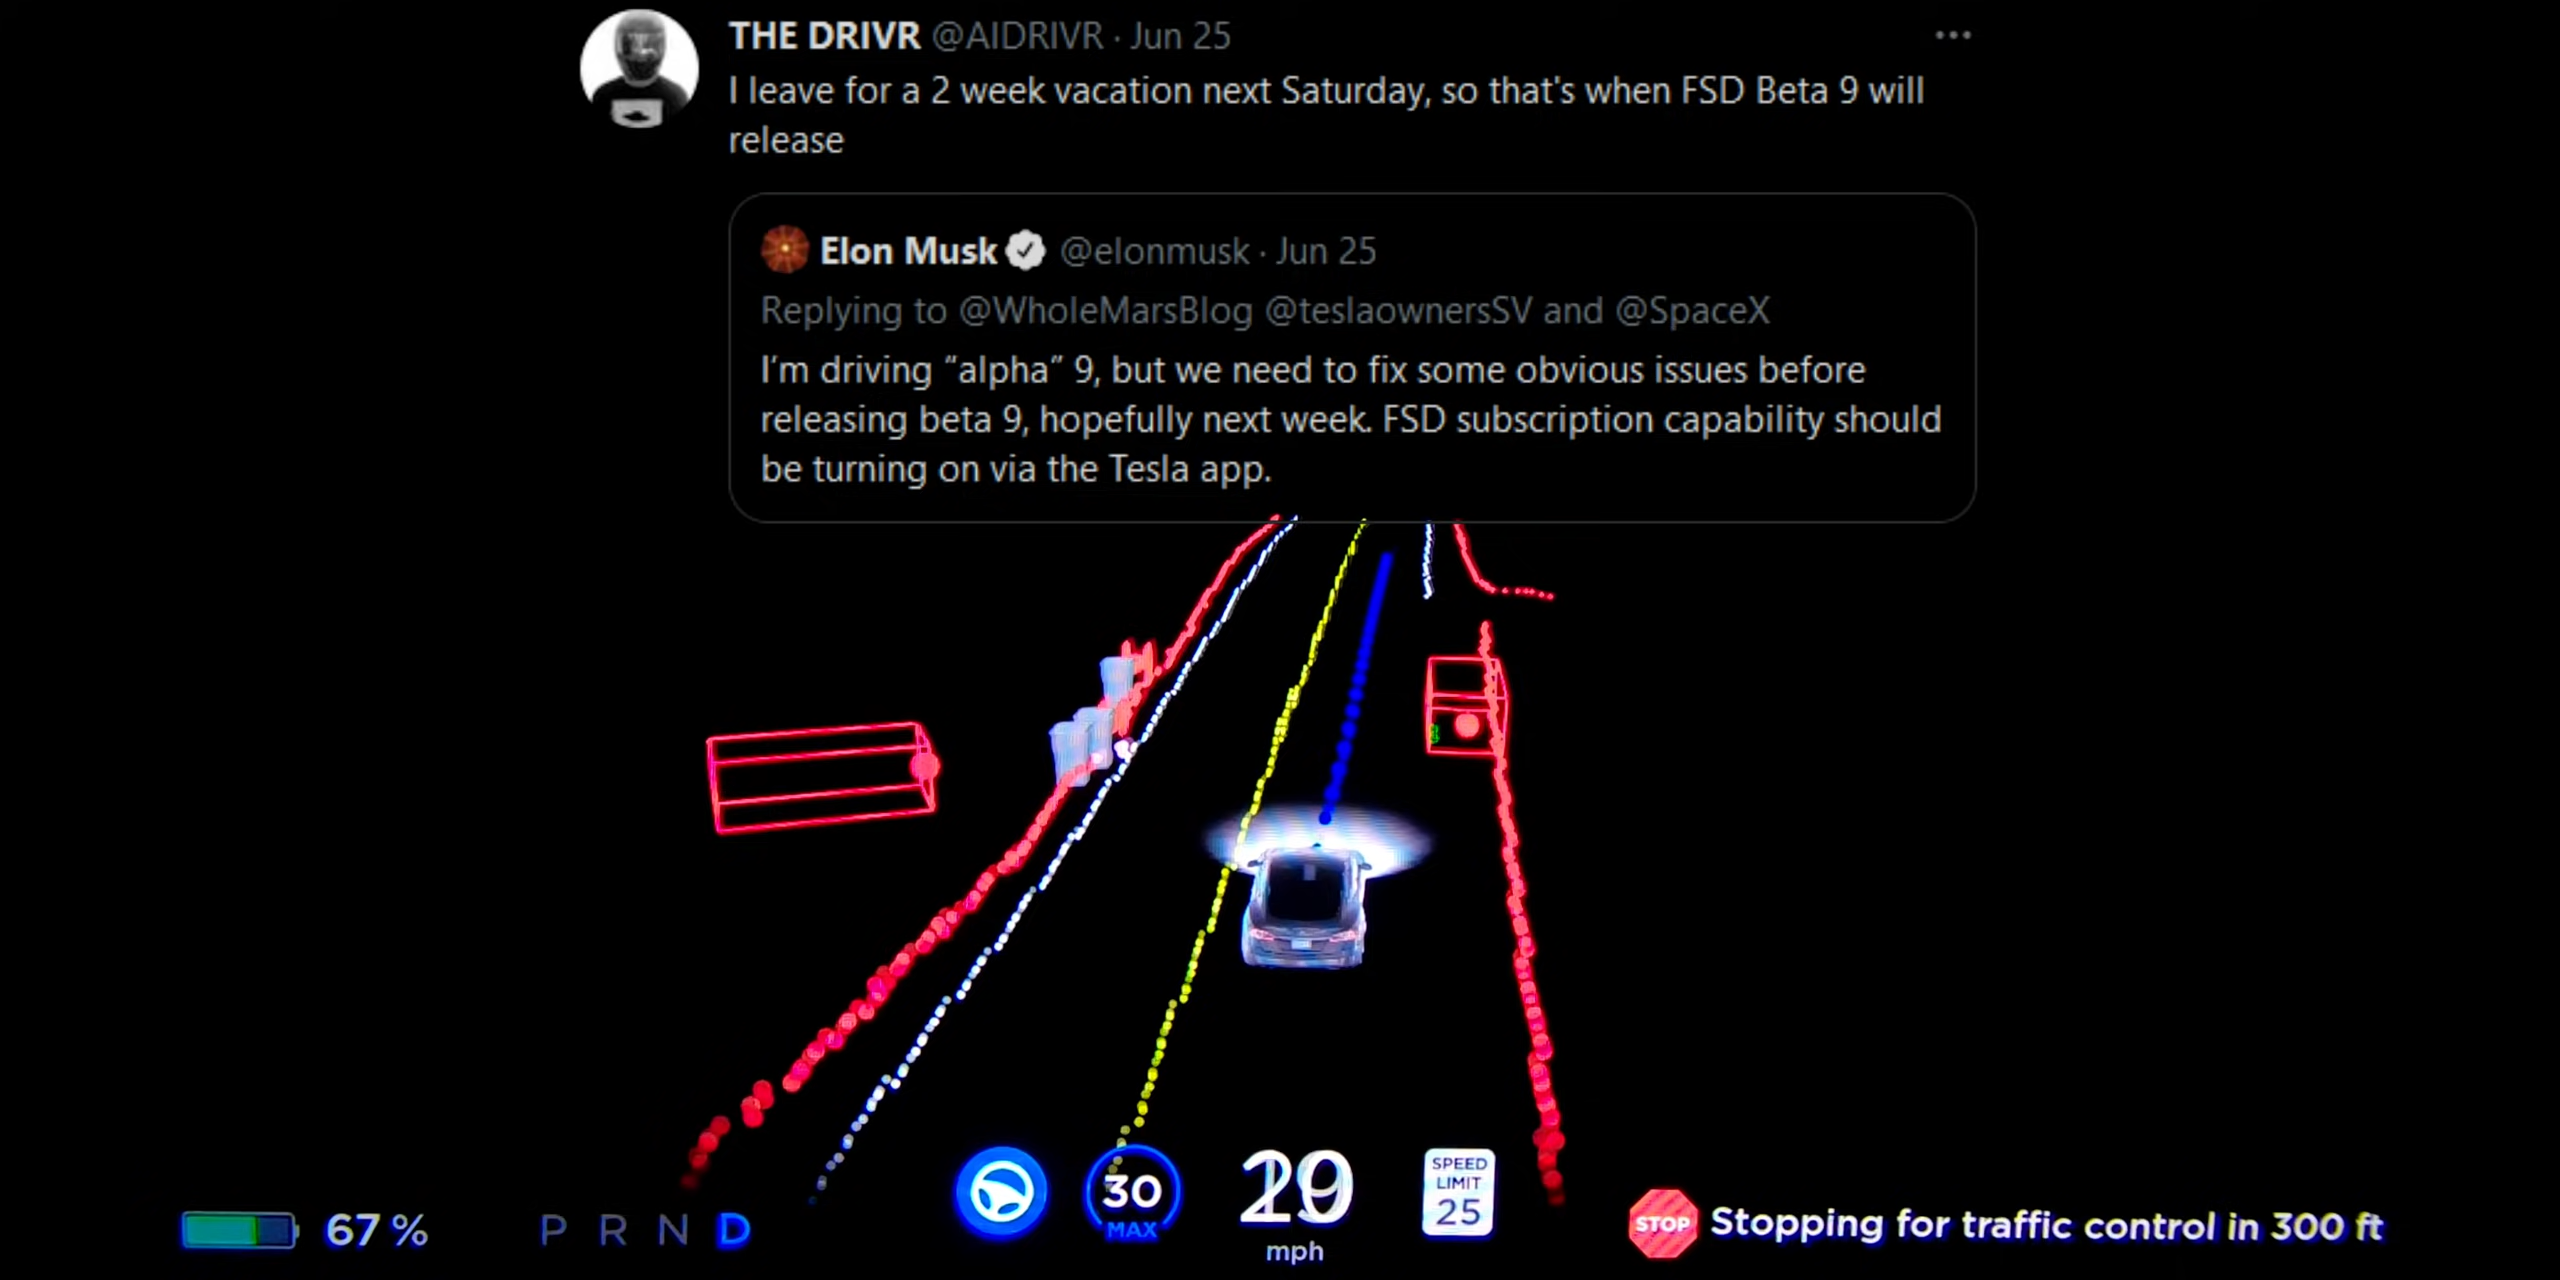 THE DRIVR @AIDRIVR · Jun 25
I leave for a 2 week vacation next Saturday, so that's when FSD Beta 9 will
release
Elon Musk @elonmusk · Jun 25
Replying to @WholeMarsBlog @teslaownersSV and @SpaceX
I'm driving “alpha” 9, but we need to fix some obvious issues before
releasing beta 9, hopefully next week. FSD subscription capability should
be turning on via the Tesla app.
67 %
P R N D
30
MAX
mph
SPEED
LIMIT
25
STOP Stopping for traffic control in 300 ft